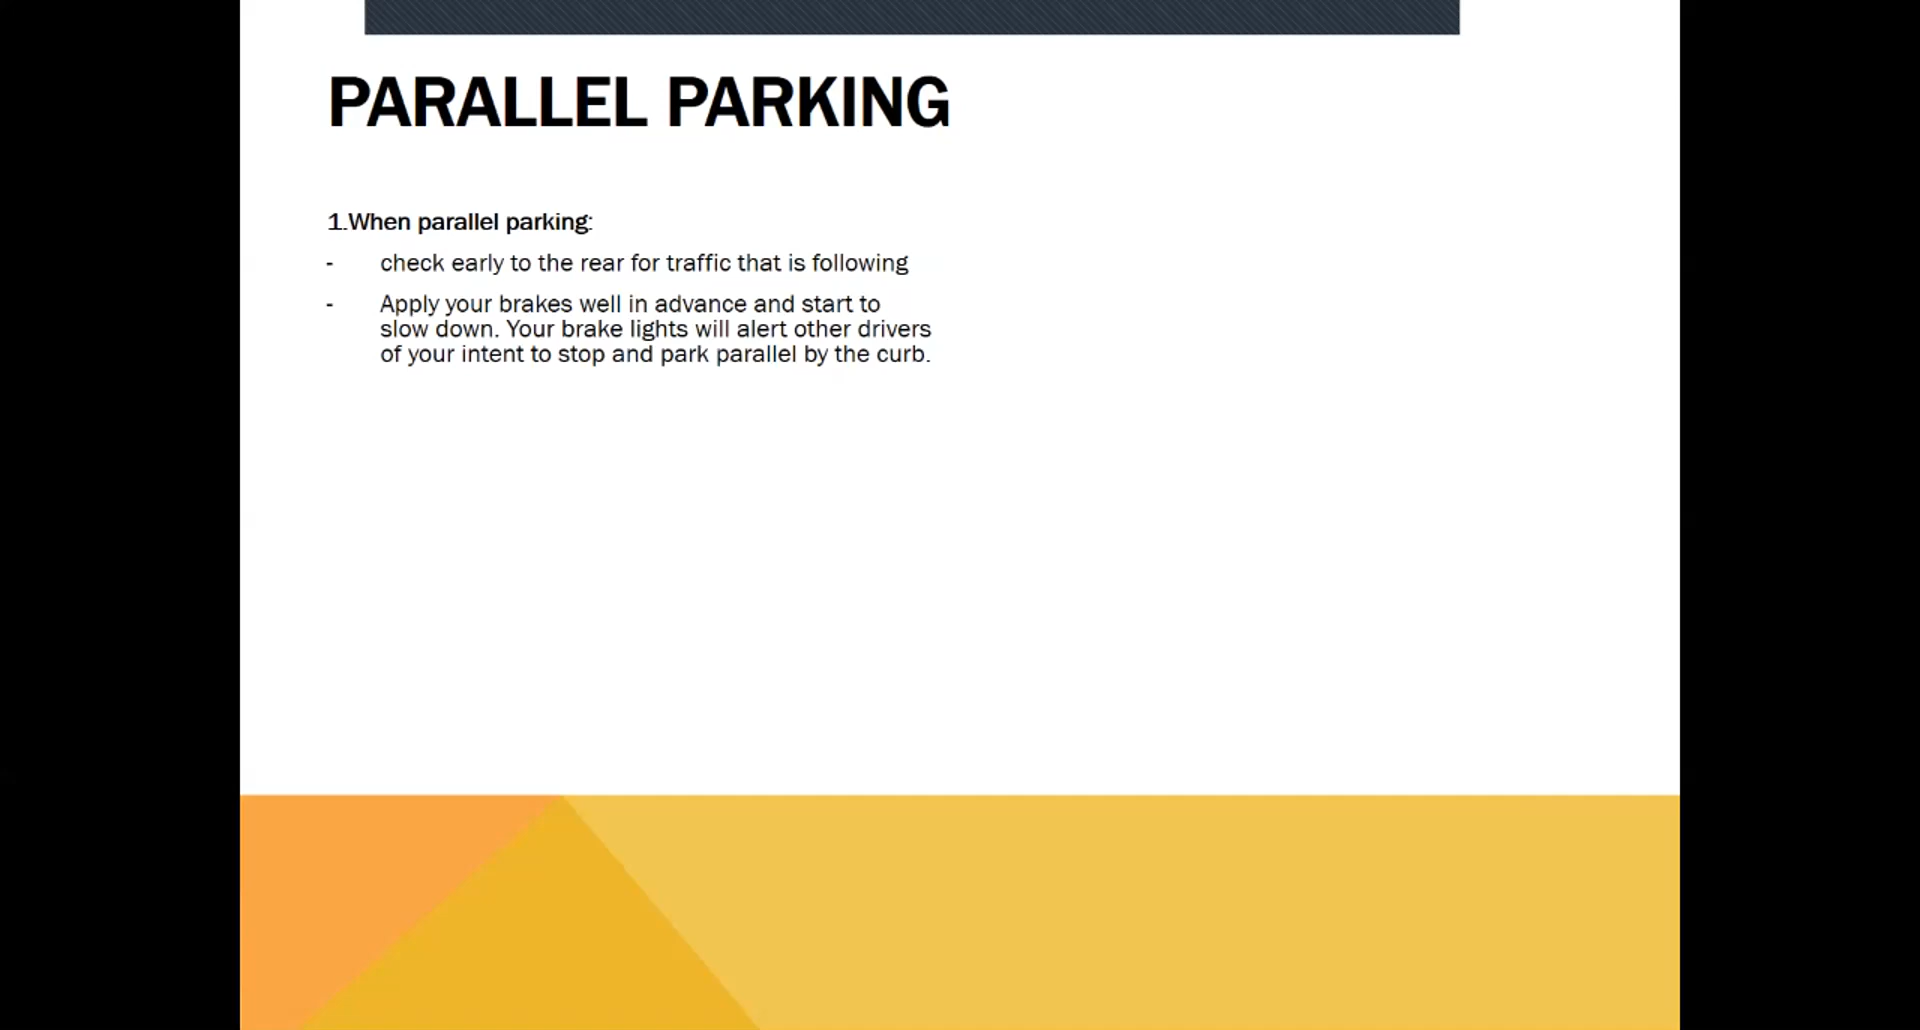 PARALLEL PARKING
1.When parallel parking:
- check early to the rear for traffic that is following
- Apply your brakes well in advance and start to
slow down. Your brake lights will alert other drivers
of your intent to stop and park parallel by the curb.